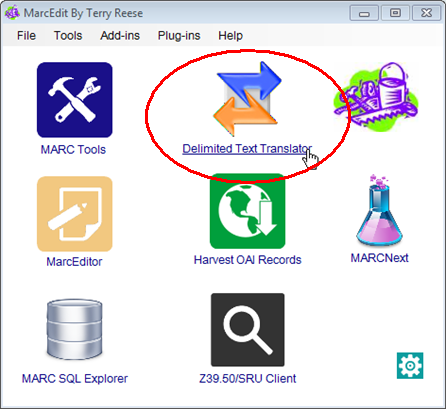 MarcEdit By Terry Reese
File Tools Add-ins Plug-ins Help
MARC Tools
Delimited Text Translator
MarcEditor
Harvest OAI Records
MARCNext
MARC SQL Explorer
Z39.50/SRU Client